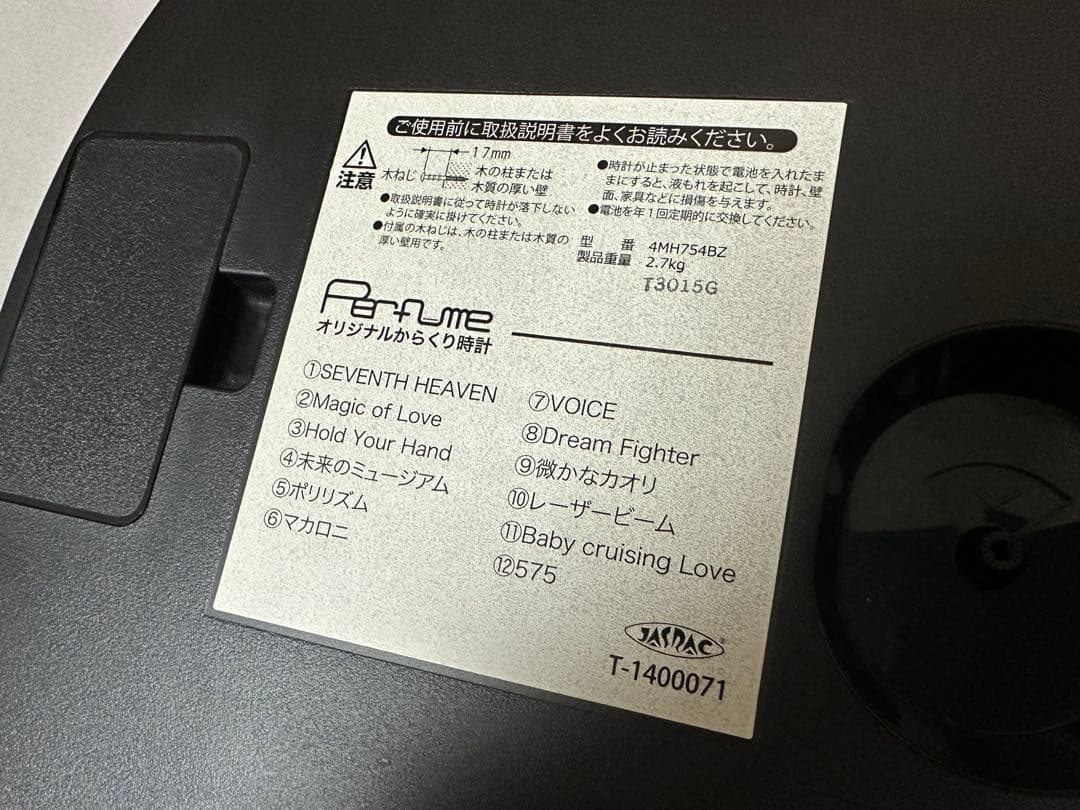 ご使用前に取扱説明書をよくお読みください。
注意
17mm
木ねじ
木の柱または
木質の厚い壁
●取扱説明書に従って時計が落下しない
ように確実に掛けてください。
●付属の木ねじは、木の柱または木質の
厚い壁用です。
●時計が止まった状態で電池を入れたま
まにすると、液もれを起こして、時計、壁
面、家具などに損傷を与えます。
●電池を年1回定期的に交換してください。
型 番 4MH754BZ
製品重量 2.7kg
T3015G
Perfume
オリジナルからくり時計
①SEVENTH HEAVEN
②Magic of Love
③Hold Your Hand
④未来のミュージアム
⑤ポリリズム
⑥マカロニ
⑦VOICE
⑧Dream Fighter
⑨微かなカオリ
⑩レーザービーム
⑪Baby cruising Love
⑫575
JASRAC
T-1400071